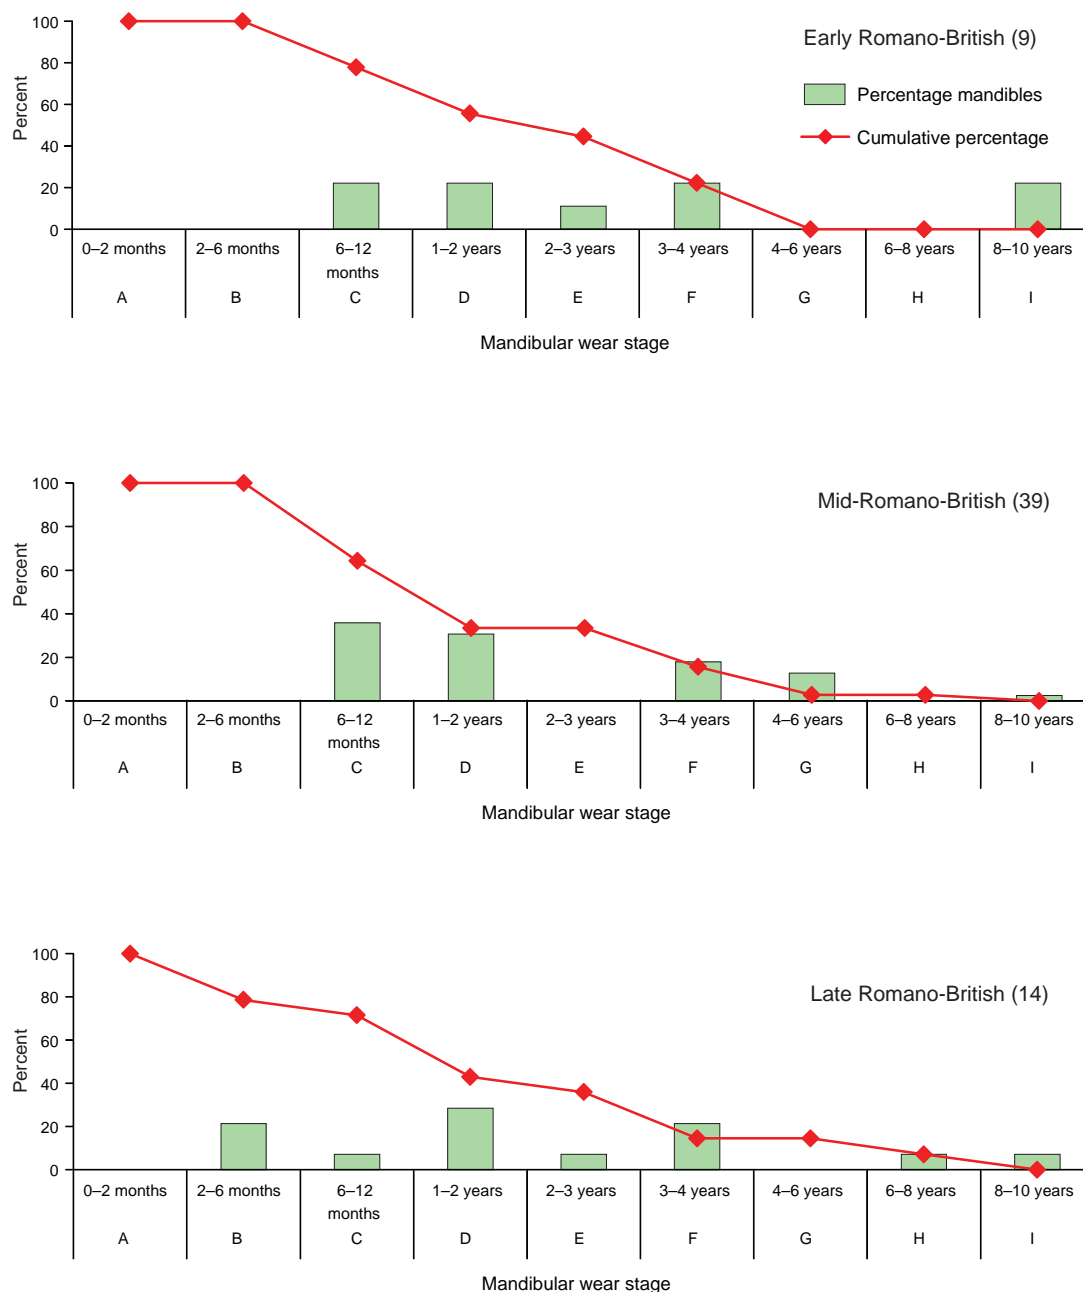 Early Romano-British (9)
Percentage mandibles
Cumulative percentage
Percent
100
80
60
40
20
0
0–2 months 2–6 months 6–12 months 1–2 years 2–3 years 3–4 years 4–6 years 6–8 years 8–10 years
A B C D E F G H I
Mandibular wear stage
Mid-Romano-British (39)
Percent
100
80
60
40
20
0
0–2 months 2–6 months 6–12 months 1–2 years 2–3 years 3–4 years 4–6 years 6–8 years 8–10 years
A B C D E F G H I
Mandibular wear stage
Late Romano-British (14)
Percent
100
80
60
40
20
0
0–2 months 2–6 months 6–12 months 1–2 years 2–3 years 3–4 years 4–6 years 6–8 years 8–10 years
A B C D E F G H I
Mandibular wear stage